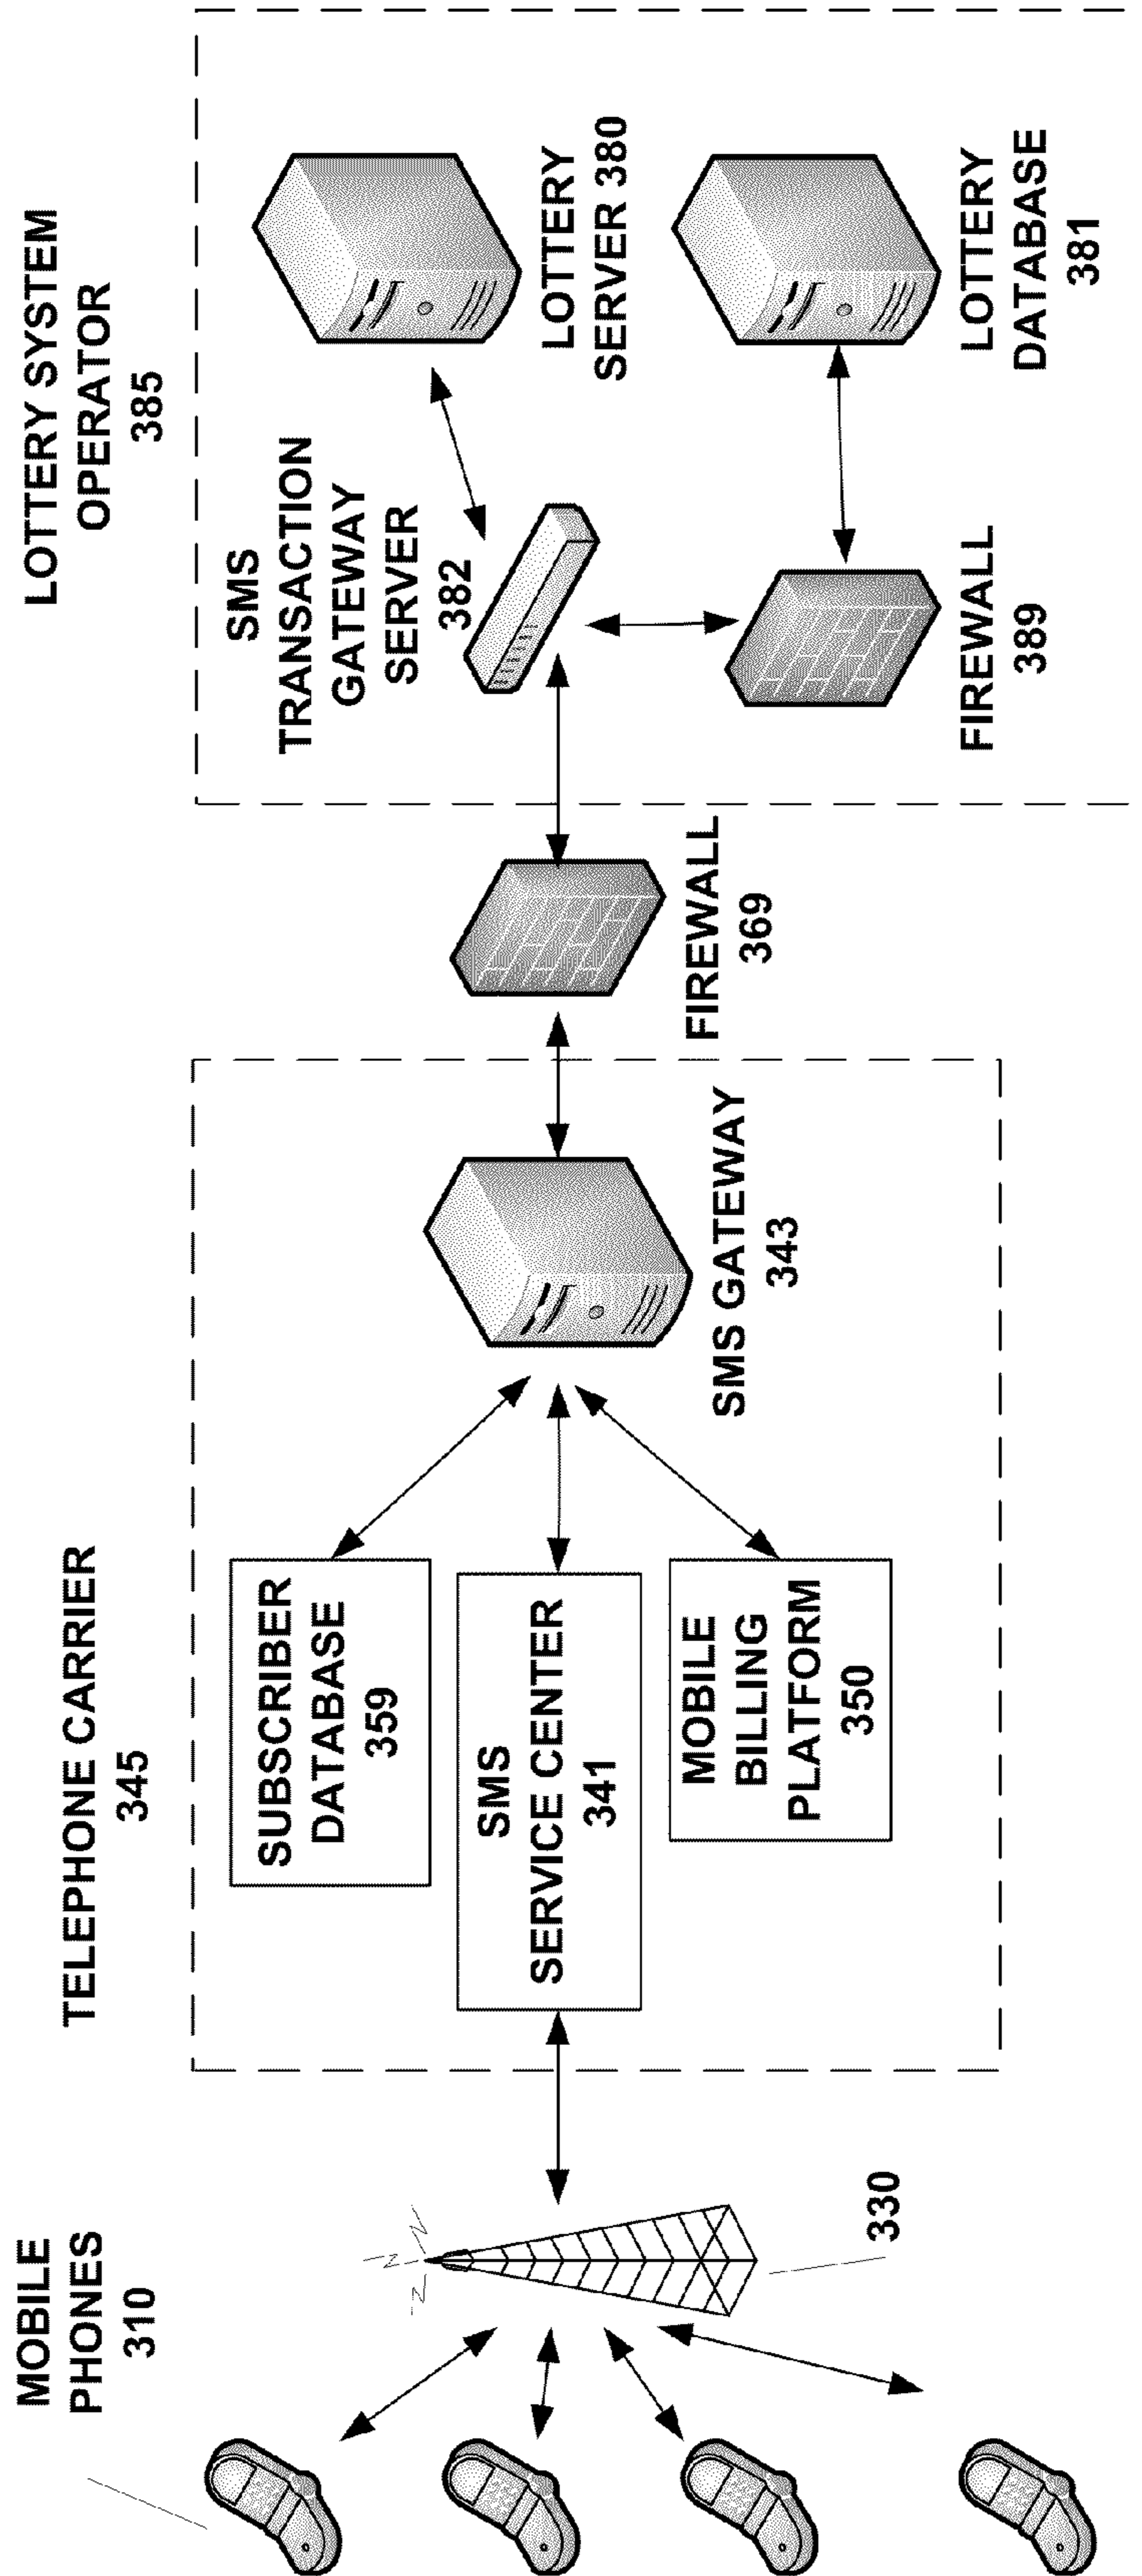 MOBILE
PHONES
310
330
TELEPHONE CARRIER
345
SUBSCRIBER
DATABASE
359
SMS
SERVICE CENTER
341
MOBILE
BILLING
PLATFORM
350
SMS GATEWAY
343
FIREWALL
369
LOTTERY SYSTEM
OPERATOR
385
SMS
TRANSACTION
GATEWAY
SERVER
382
LOTTERY
SERVER 380
FIREWALL
389
LOTTERY
DATABASE
381